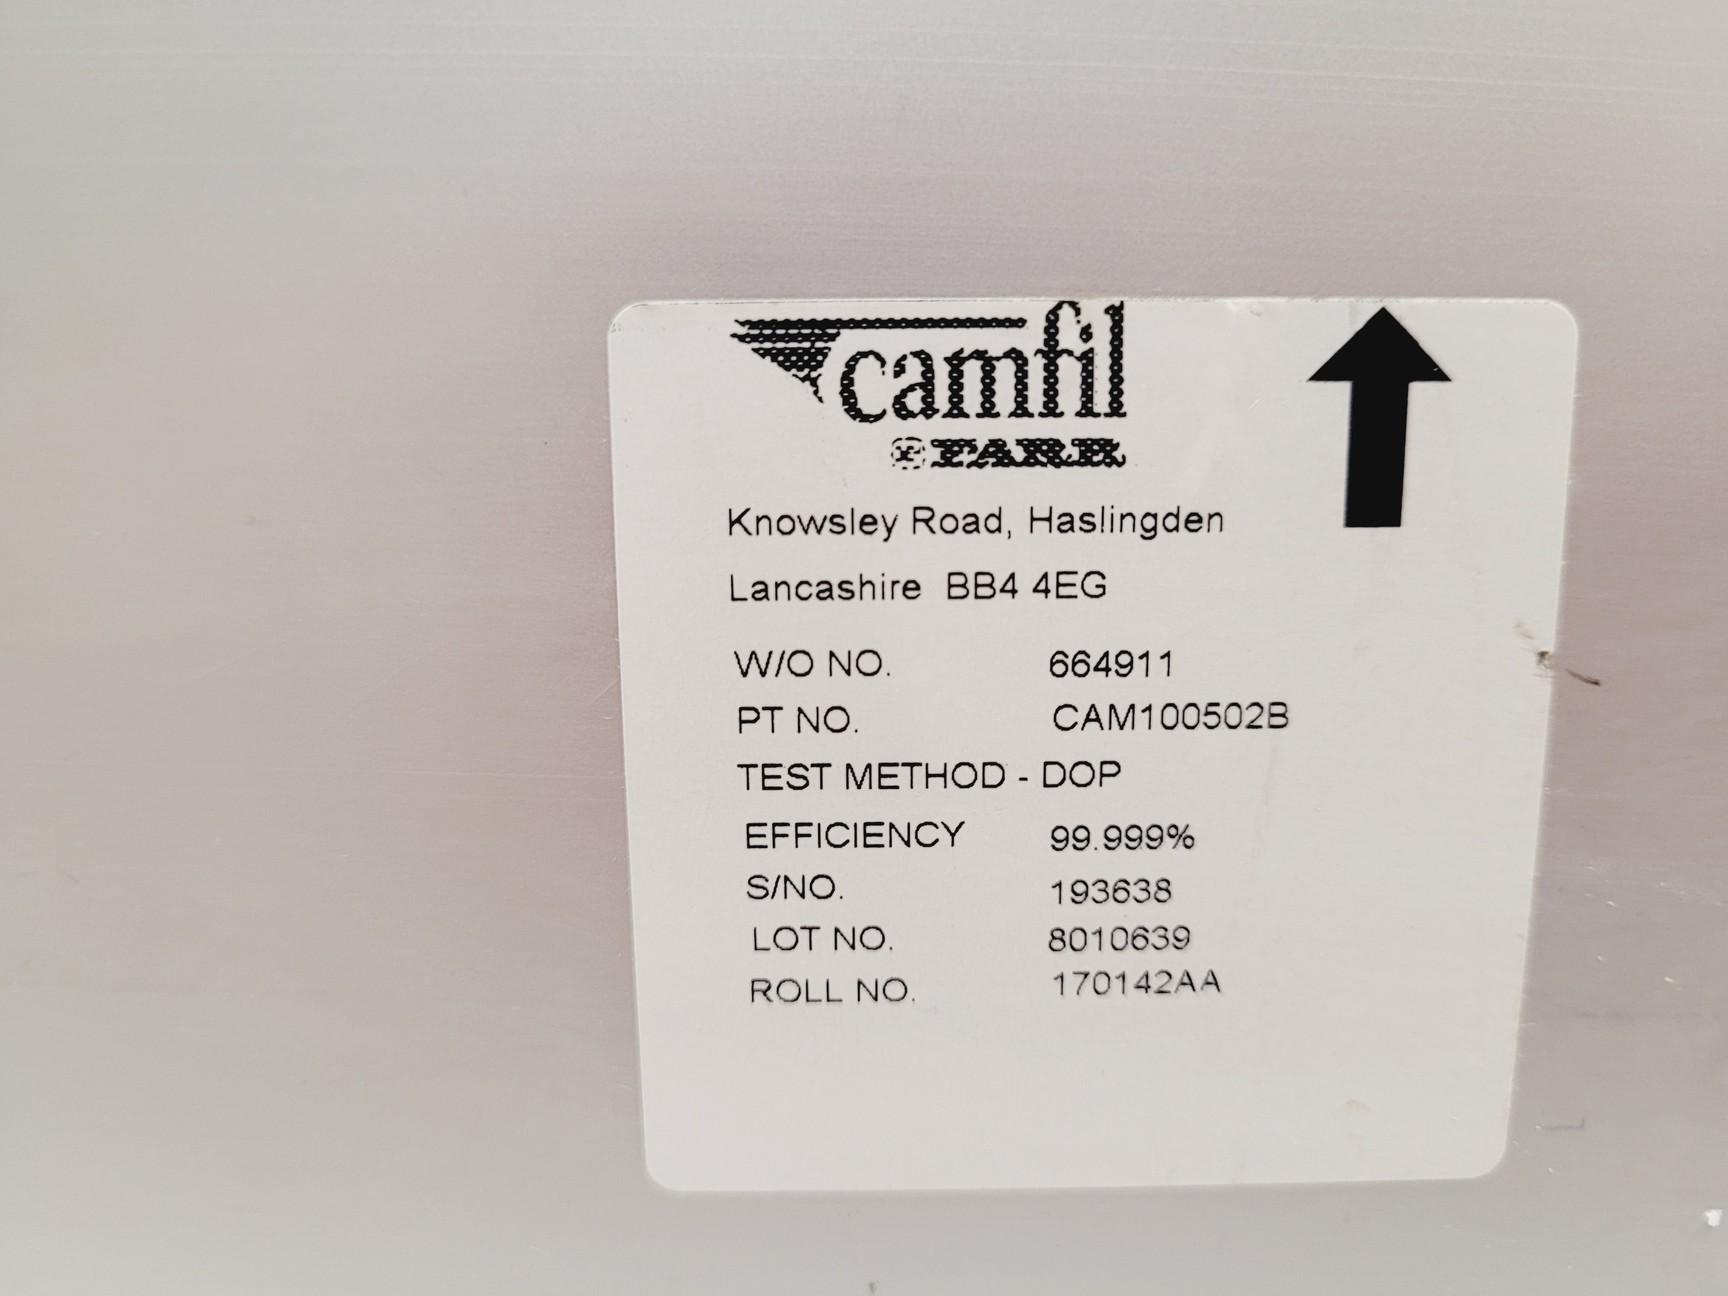 camfil
FARR
Knowsley Road, Haslingden
Lancashire BB4 4EG
W/O NO. 664911
PT NO. CAM100502B
TEST METHOD - DOP
EFFICIENCY 99.999%
S/NO. 193638
LOT NO. 8010639
ROLL NO. 170142AA